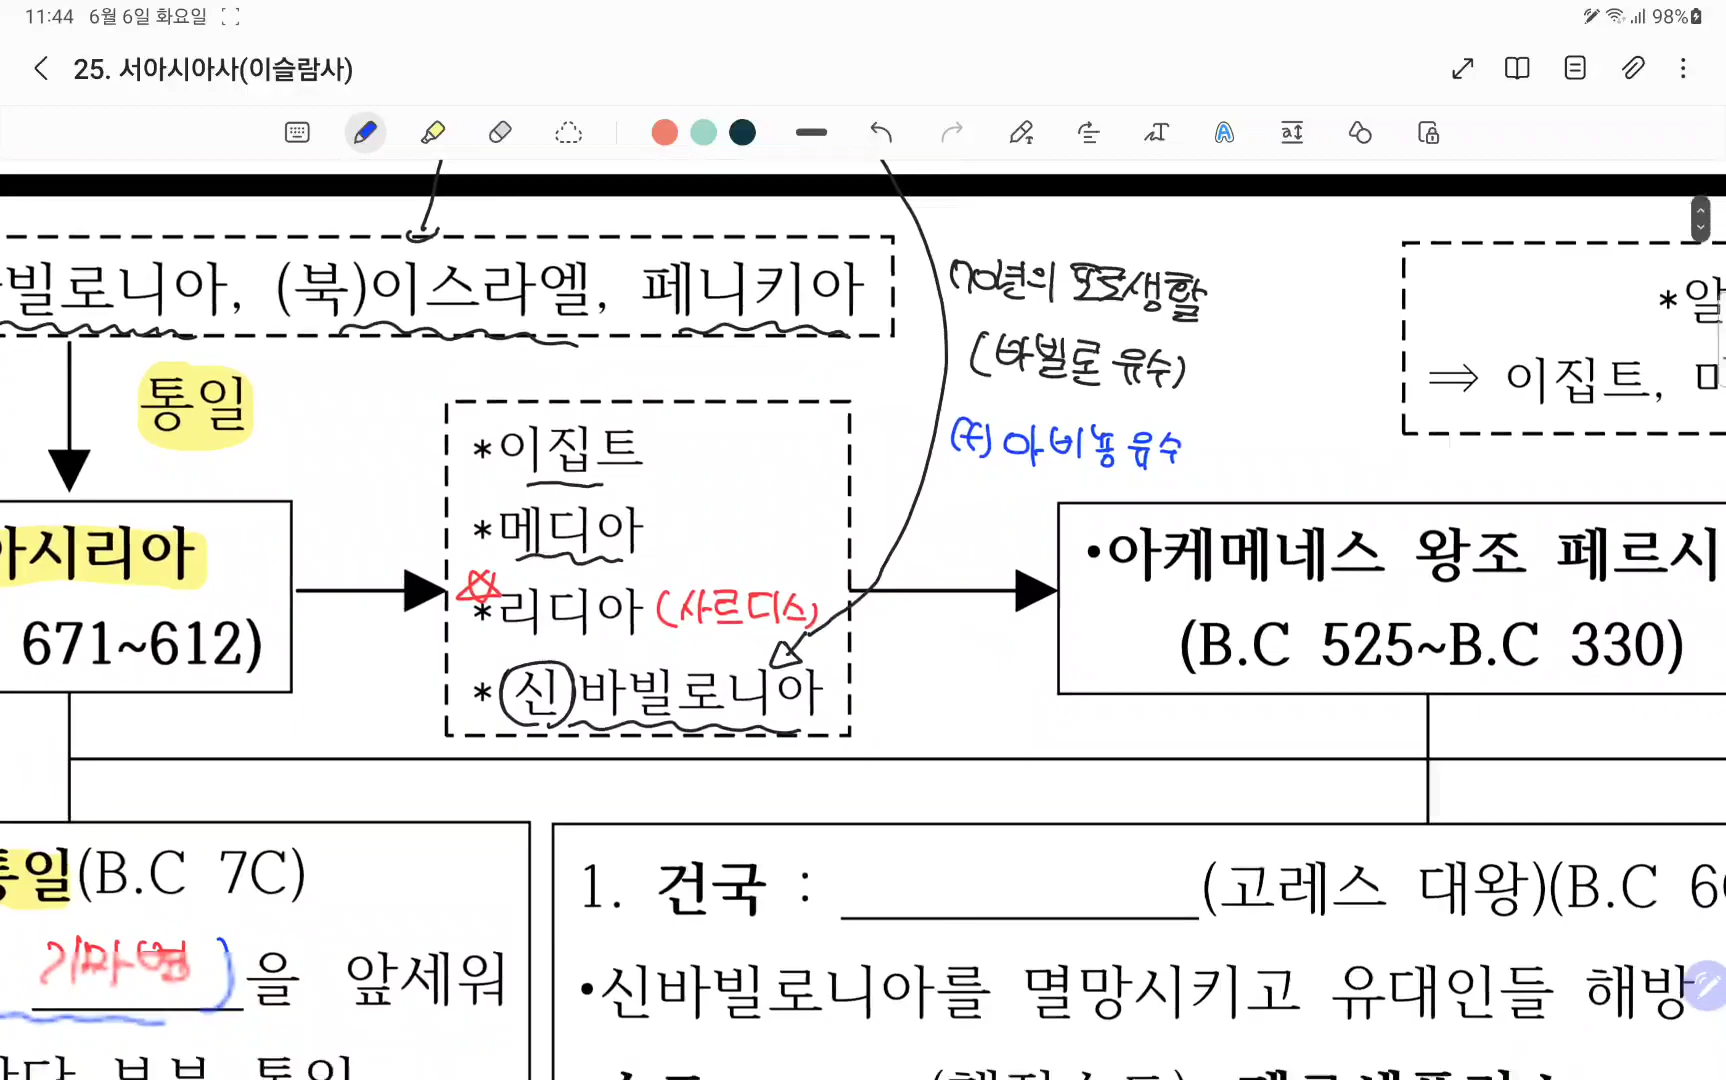 11:44 6월 6일 화요일
98%
25. 서아시아사(이슬람사)
빌로니아, (북)이스라엘, 페니키아
70년의 포로생활
(바빌론 유수)
*알
⇒ 이집트,
통일
(cf) 아비뇽 유수
*이집트
*메디아
*리디아 (사르디스)
*신바빌로니아
아시리아
671~612)
•아케메네스 왕조 페르시
(B.C 525~B.C 330)
통일(B.C 7C)
기마병)을 앞세워
1. 건국 : (고레스 대왕)(B.C 6
•신바빌로니아를 멸망시키고 유대인들 해방